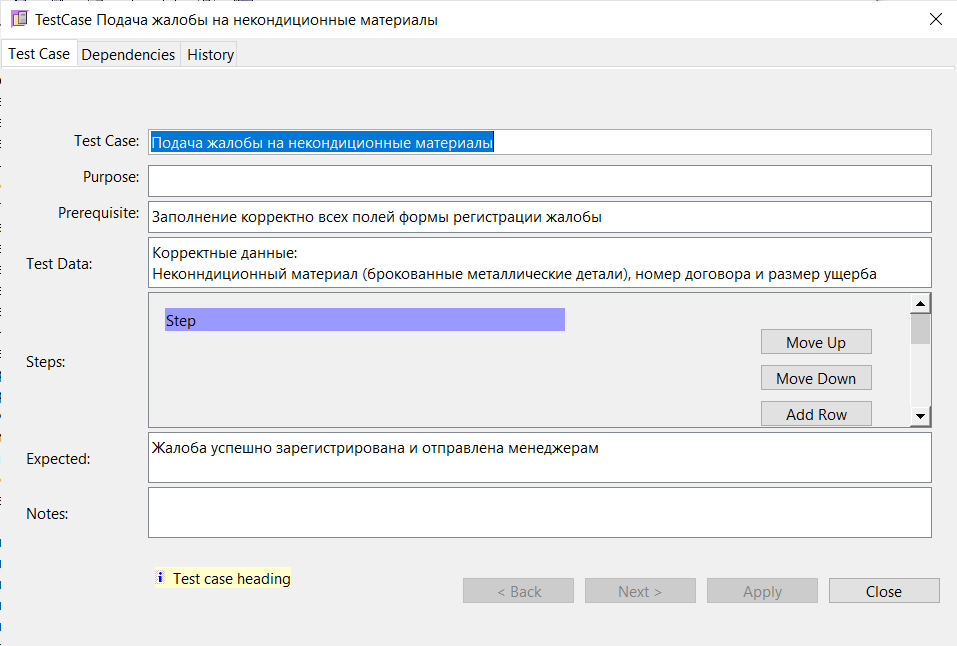 TestCase Подача жалобы на некондиционные материалы
Test Case Dependencies History
Test Case: Подача жалобы на некондиционные материалы
Purpose:
Prerequisite: Заполнение корректно всех полей формы регистрации жалобы
Test Data: Корректные данные:
Неконндиционный материал (брокованные металлические детали), номер договора и размер ущерба
Steps:
Step
Move Up
Move Down
Add Row
Expected: Жалоба успешно зарегистрирована и отправлена менеджерам
Notes:
Test case heading
< Back Next > Apply Close